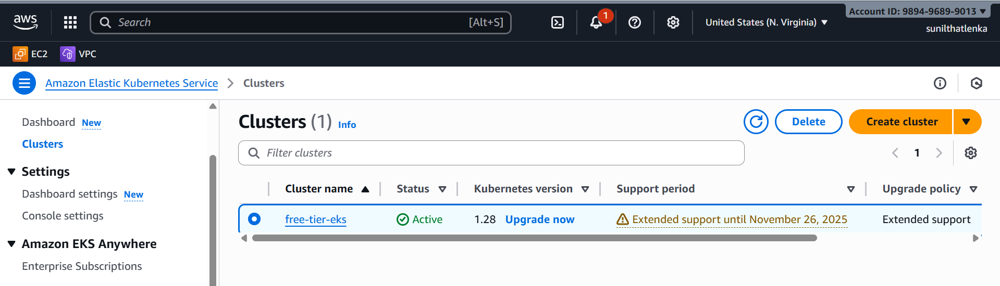 Account ID: 9894-9689-9013
aws
Search [Alt+S]
1
United States (N. Virginia)
sunilthatlenka
EC2 VPC
Amazon Elastic Kubernetes Service > Clusters
Dashboard New
Clusters
Settings
Dashboard settings New
Console settings
Amazon EKS Anywhere
Enterprise Subscriptions
Clusters (1) Info
Delete
Create cluster
Filter clusters
1
Cluster name Status Kubernetes version Support period Upgrade policy
free-tier-eks Active 1.28 Upgrade now Extended support until November 26, 2025 Extended support